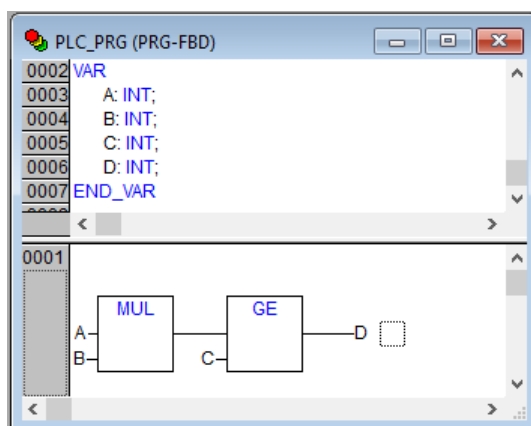 PLC_PRG (PRG-FBD)
0002 VAR
0003 A: INT;
0004 B: INT;
0005 C: INT;
0006 D: INT;
0007 END_VAR
0001
MUL GE
A D
B C